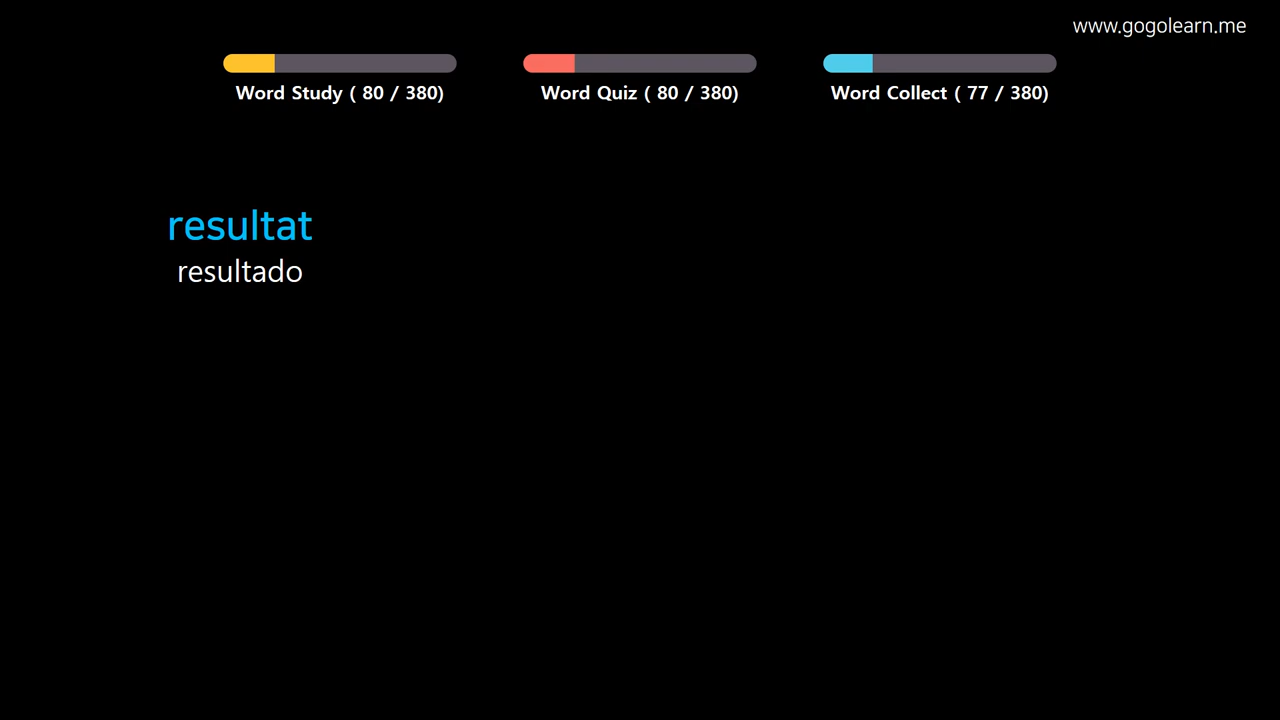 www.gogolearn.me
Word Study ( 80 / 380)
Word Quiz ( 80 / 380)
Word Collect ( 77 / 380)
resultat
resultado